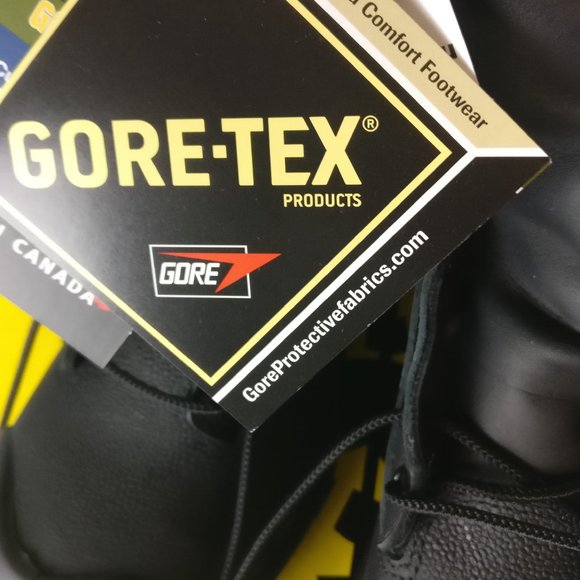 GORE-TEX®
PRODUCTS
GORE
GoreProtectivefabrics.com
Comfort Footwear
CANADA